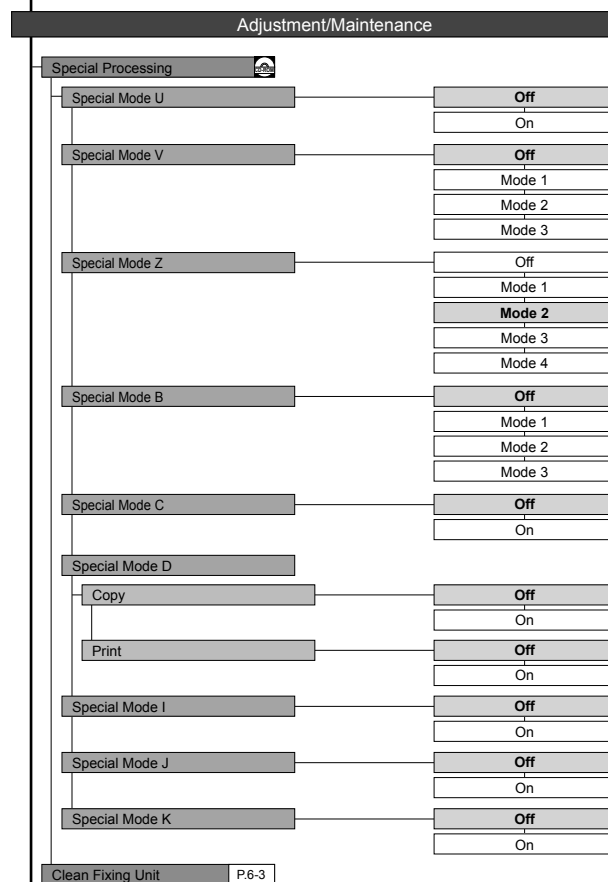 Adjustment/Maintenance
Special Processing
CD-ROM
Special Mode U
Off
On
Special Mode V
Off
Mode 1
Mode 2
Mode 3
Special Mode Z
Off
Mode 1
Mode 2
Mode 3
Mode 4
Special Mode B
Off
Mode 1
Mode 2
Mode 3
Special Mode C
Off
On
Special Mode D
Copy
Off
On
Print
Off
On
Special Mode I
Off
On
Special Mode J
Off
On
Special Mode K
Off
On
Clean Fixing Unit P.6-3